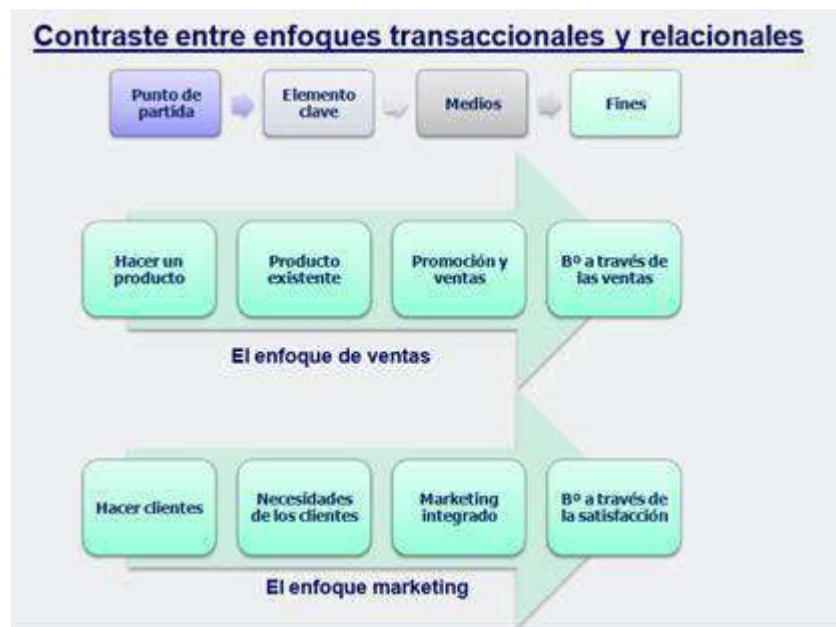 Contraste entre enfoques transaccionales y relacionales
Punto de
partida
Elemento
clave
Medios
Fines
Hacer un
producto
Producto
existente
Promoción y
ventas
Bº a través de
las ventas
El enfoque de ventas
Hacer clientes
Necesidades
de los clientes
Marketing
integrado
Bº a través de
la satisfacción
El enfoque marketing